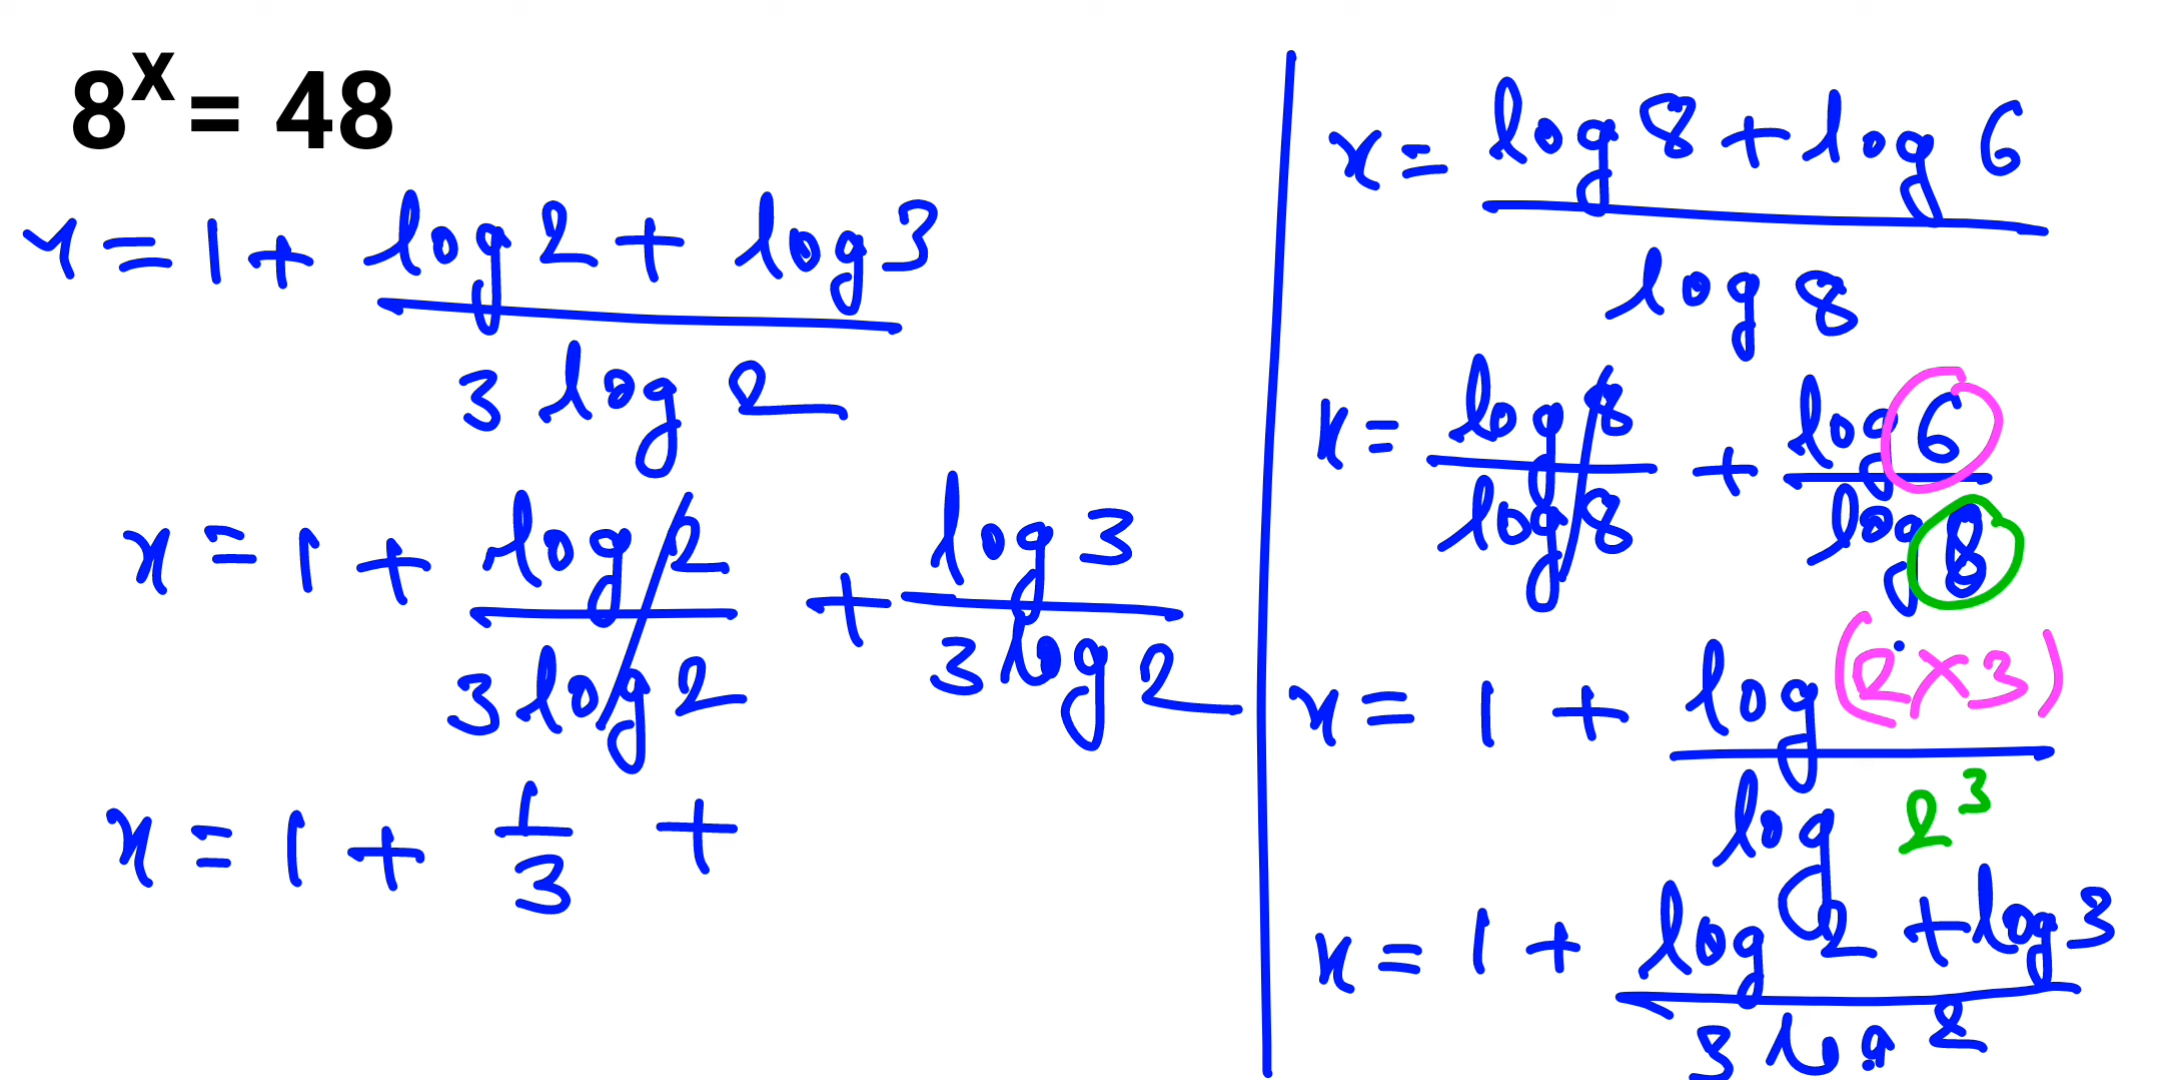 8^x = 48
x = 1 + (log 2 + log 3) / (3 log 2)
x = 1 + (log 2) / (3 log 2) + (log 3) / (3 log 2)
x = 1 + 1/3 +
x = (log 8 + log 6) / (log 8)
x = (log 8) / (log 8) + (log 6) / (log 8)
x = 1 + (log (2 × 3)) / (log 2^3)
x = 1 + (log 2 + log 3) / (3 log 2)